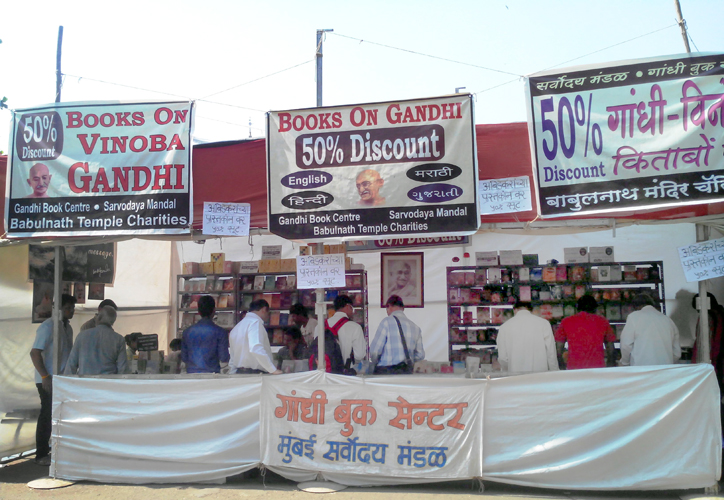 50%
Discount
BOOKS ON
VINOBA
GANDHI
Gandhi Book Centre • Sarvodaya Mandal
Babulnath Temple Charities
BOOKS ON GANDHI
50% Discount
English
मराठी
हिन्दी
ગુજરાતી
Gandhi Book Centre
Sarvodaya Mandal
Babulnath Temple Charities
सर्वोदय मंडळ • गांधी बुक
50%
Discount
गांधी-विन
किताबों
बाबुलनाथ मंदिर चॅ
50% Discount
गांधी बुक सेन्टर
मुंबई सर्वोदय मंडळ